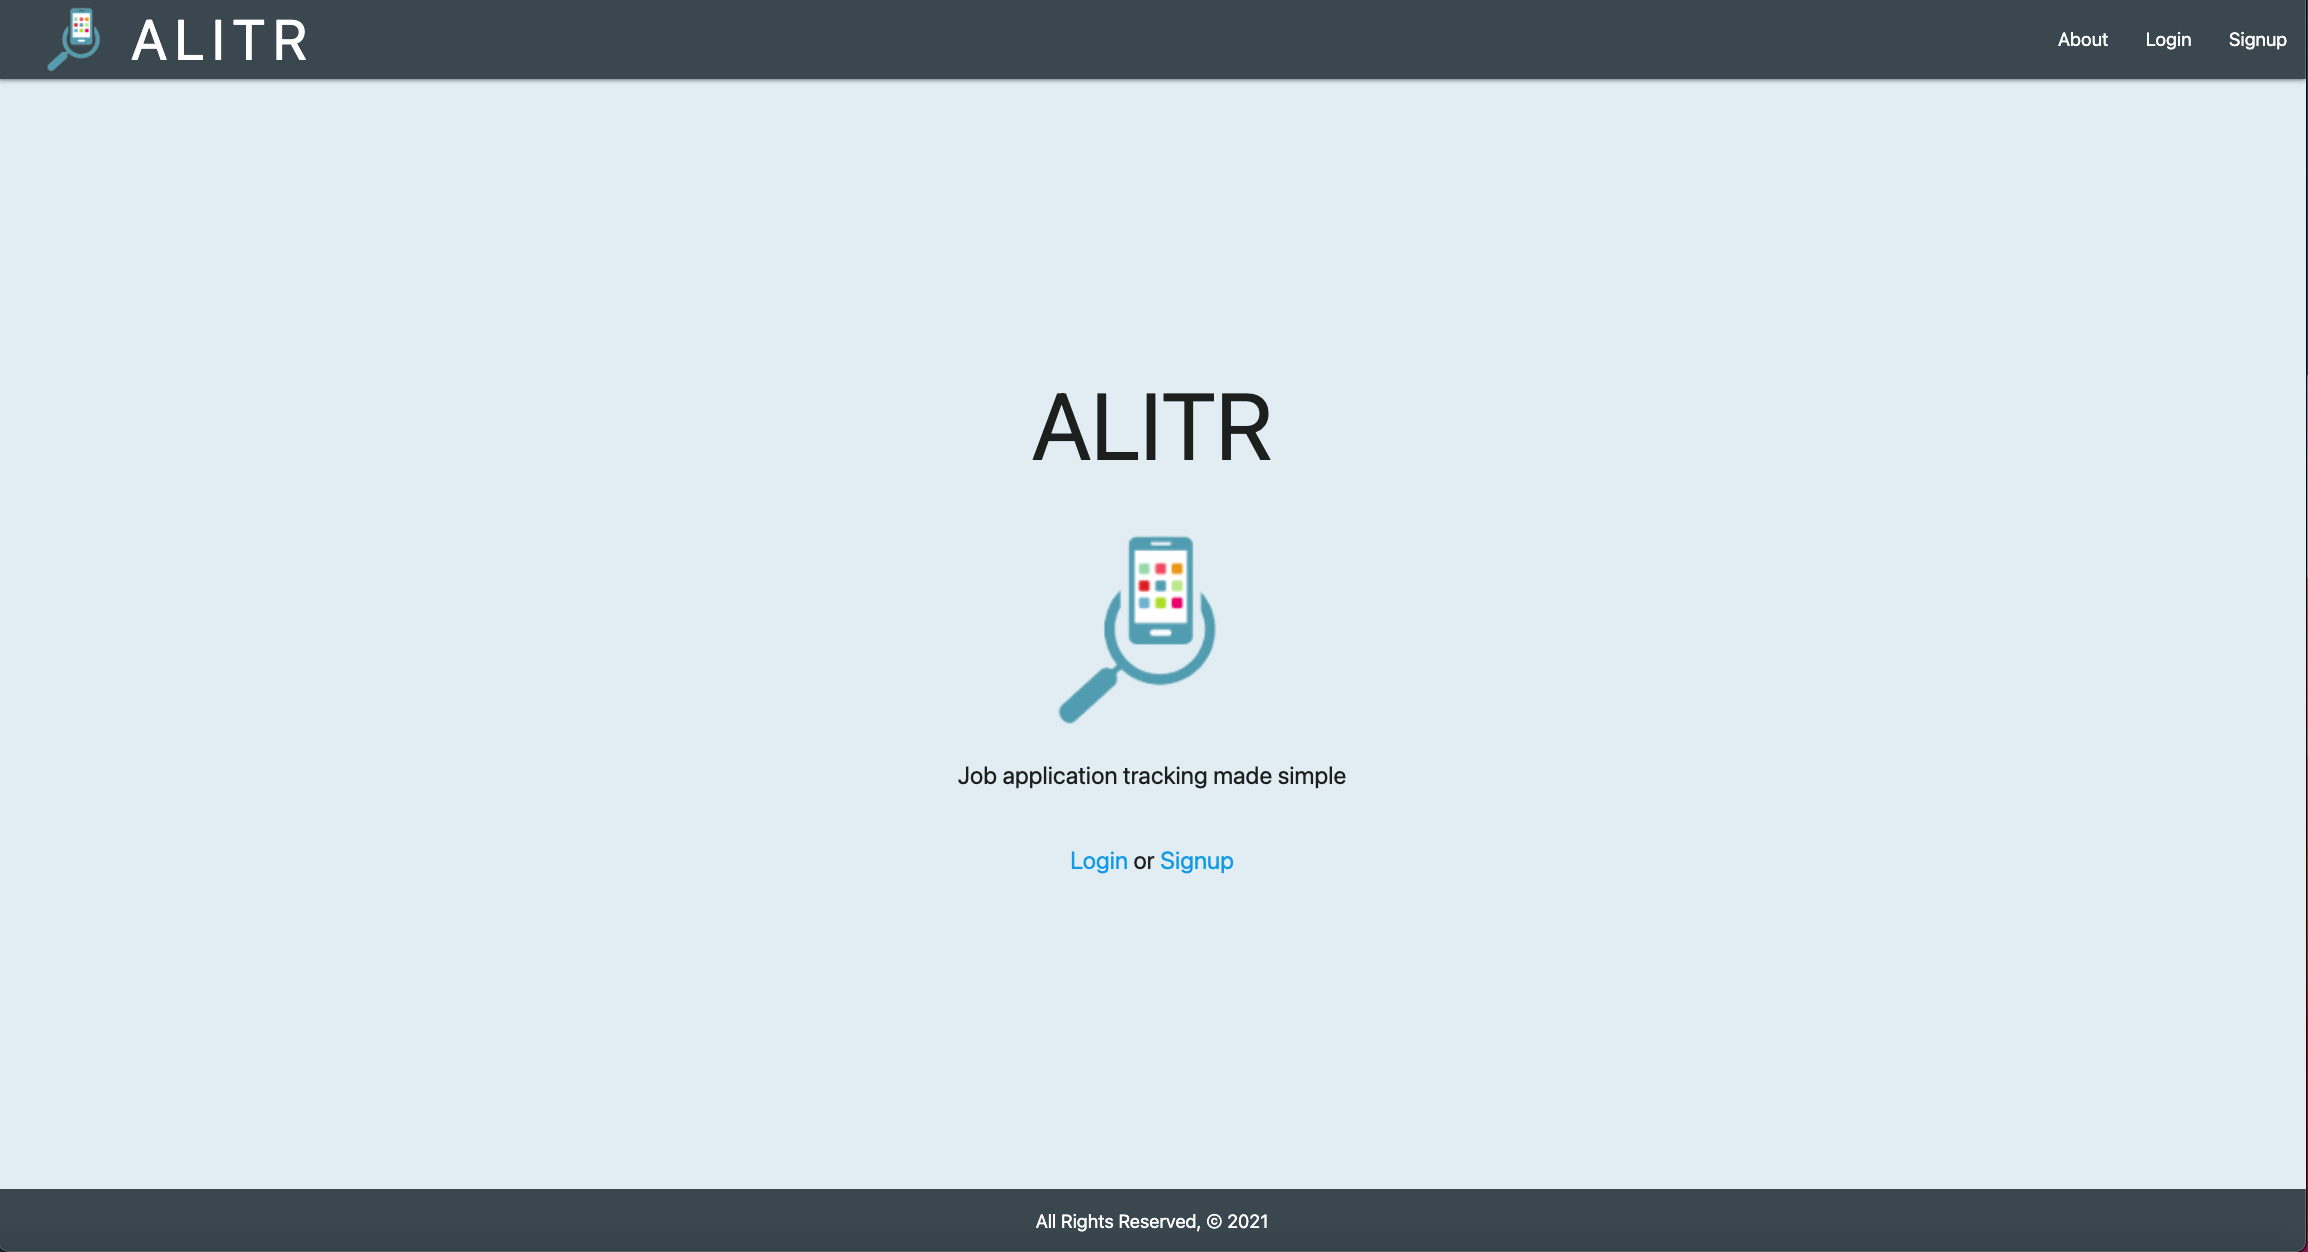 ALITR
About Login Signup
ALITR
Job application tracking made simple
Login or Signup
All Rights Reserved, © 2021